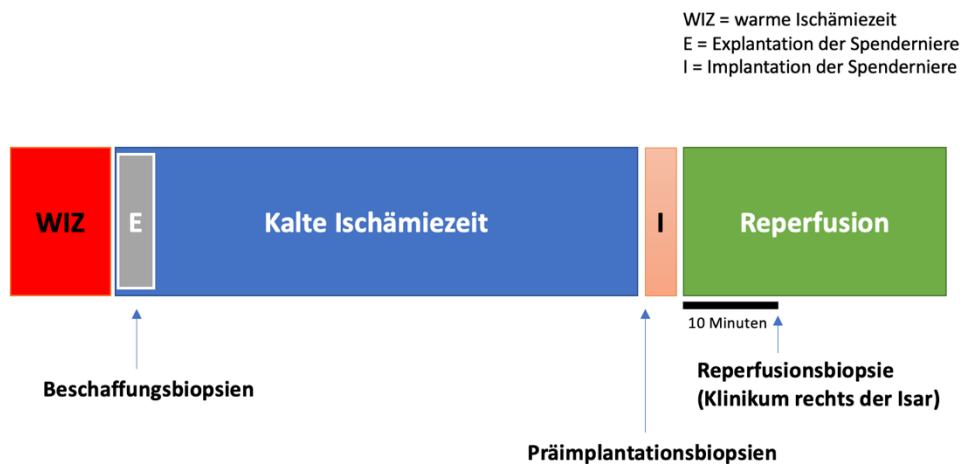 WIZ = warme Ischämiezeit
E = Explantation der Spenderniere
I = Implantation der Spenderniere
WIZ
E
Kalte Ischämiezeit
I
Reperfusion
10 Minuten
Beschaffungsbiopsien
Reperfusionsbiopsie
(Klinikum rechts der Isar)
Präimplantationsbiopsien